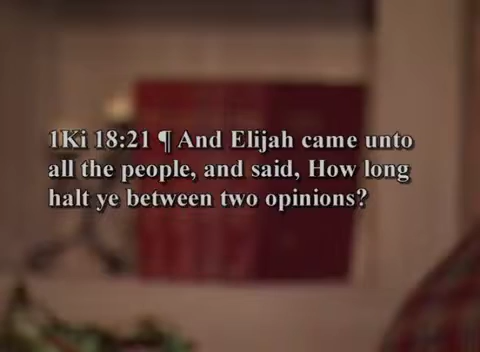 1Ki 18:21 ¶ And Elijah came unto
all the people, and said, How long
halt ye between two opinions?